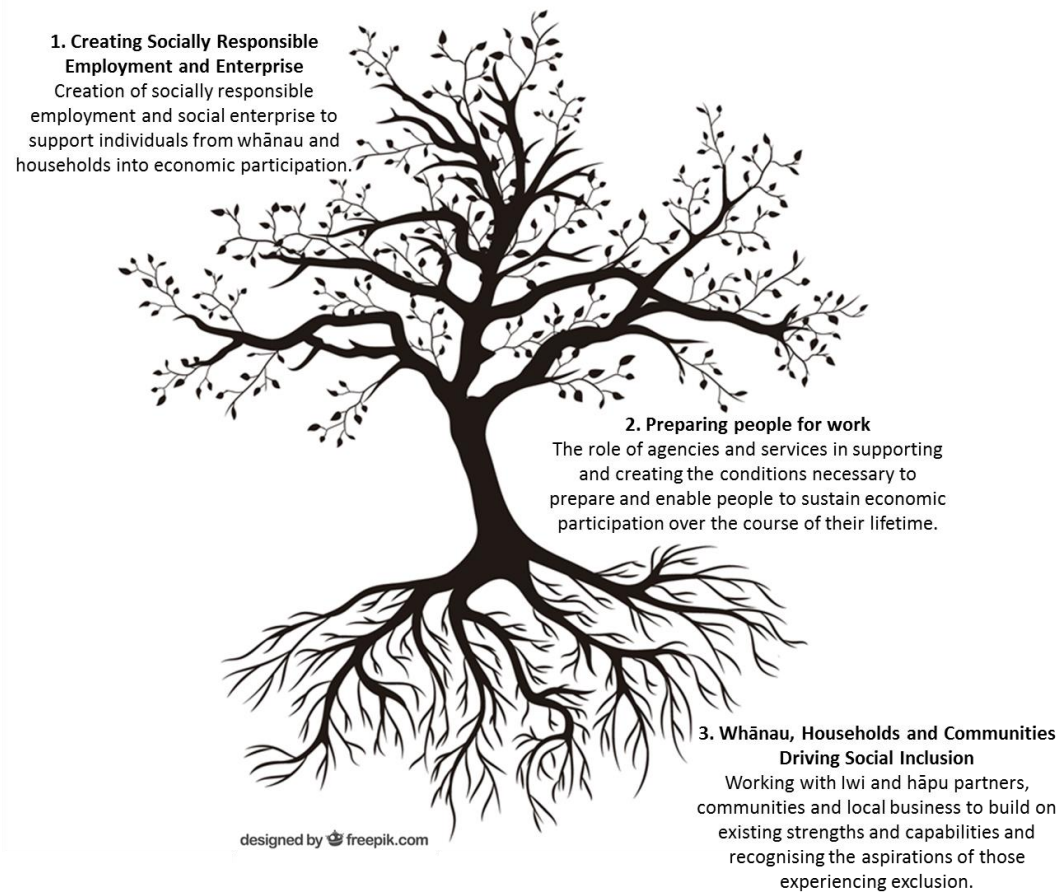 1. Creating Socially Responsible
Employment and Enterprise
Creation of socially responsible
employment and social enterprise to
support individuals from whānau and
households into economic participation.
2. Preparing people for work
The role of agencies and services in supporting
and creating the conditions necessary to
prepare and enable people to sustain economic
participation over the course of their lifetime.
3. Whānau, Households and Communities
Driving Social Inclusion
Working with Iwi and hāpu partners,
communities and local business to build on
existing strengths and capabilities and
recognising the aspirations of those
experiencing exclusion.
designed by freepik.com